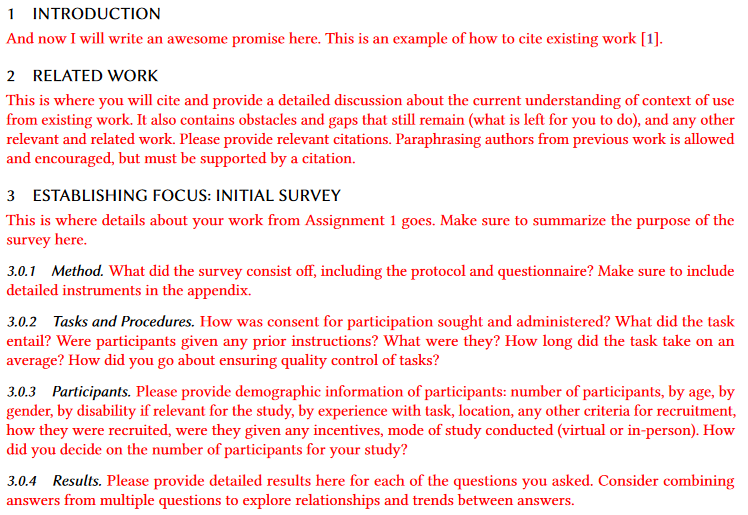 1 INTRODUCTION
And now I will write an awesome promise here. This is an example of how to cite existing work [1].
2 RELATED WORK
This is where you will cite and provide a detailed discussion about the current understanding of context of use
from existing work. It also contains obstacles and gaps that still remain (what is left for you to do), and any other
relevant and related work. Please provide relevant citations. Paraphrasing authors from previous work is allowed
and encouraged, but must be supported by a citation.
3 ESTABLISHING FOCUS: INITIAL SURVEY
This is where details about your work from Assignment 1 goes. Make sure to summarize the purpose of the
survey here.
3.0.1 Method. What did the survey consist off, including the protocol and questionnaire? Make sure to include
detailed instruments in the appendix.
3.0.2 Tasks and Procedures. How was consent for participation sought and administered? What did the task
entail? Were participants given any prior instructions? What were they? How long did the task take on an
average? How did you go about ensuring quality control of tasks?
3.0.3 Participants. Please provide demographic information of participants: number of participants, by age, by
gender, by disability if relevant for the study, by experience with task, location, any other criteria for recruitment,
how they were recruited, were they given any incentives, mode of study conducted (virtual or in-person). How
did you decide on the number of participants for your study?
3.0.4 Results. Please provide detailed results here for each of the questions you asked. Consider combining
answers from multiple questions to explore relationships and trends between answers.